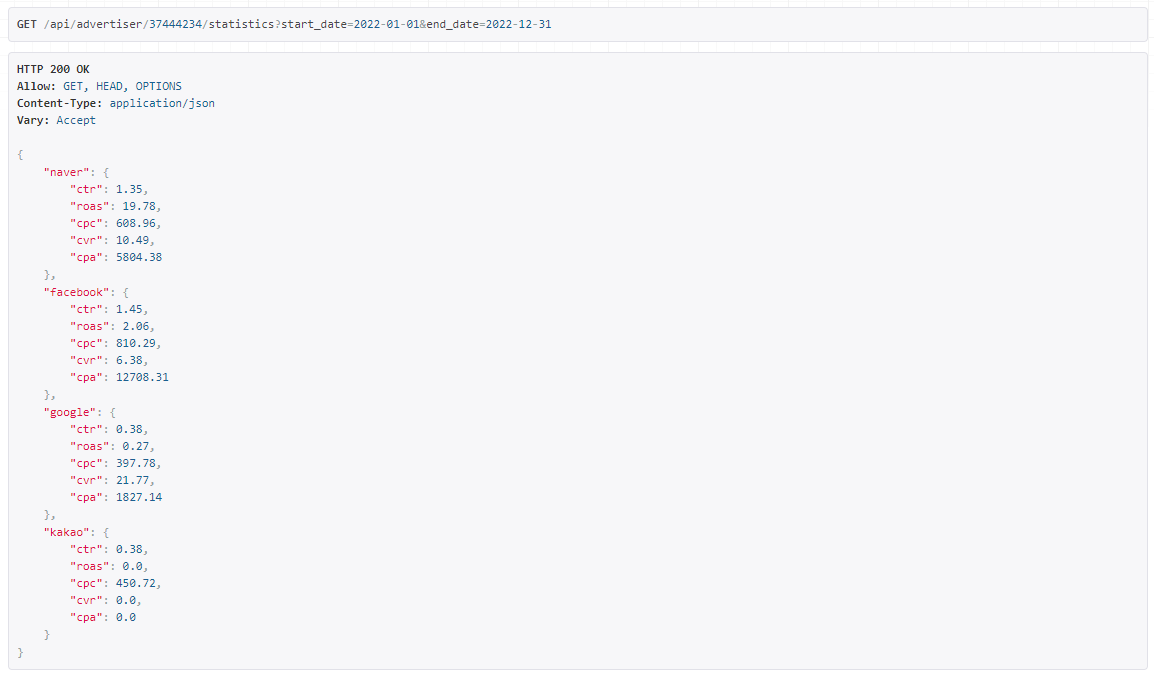 GET /api/advertiser/37444234/statistics?start_date=2022-01-01&end_date=2022-12-31
HTTP 200 OK
Allow: GET, HEAD, OPTIONS
Content-Type: application/json
Vary: Accept
{
"naver": {
"ctr": 1.35,
"roas": 19.78,
"cpc": 608.96,
"cvr": 10.49,
"cpa": 5804.38
},
"facebook": {
"ctr": 1.45,
"roas": 2.06,
"cpc": 810.29,
"cvr": 6.38,
"cpa": 12708.31
},
"google": {
"ctr": 0.38,
"roas": 0.27,
"cpc": 397.78,
"cvr": 21.77,
"cpa": 1827.14
},
"kakao": {
"ctr": 0.38,
"roas": 0.0,
"cpc": 450.72,
"cvr": 0.0,
"cpa": 0.0
}
}